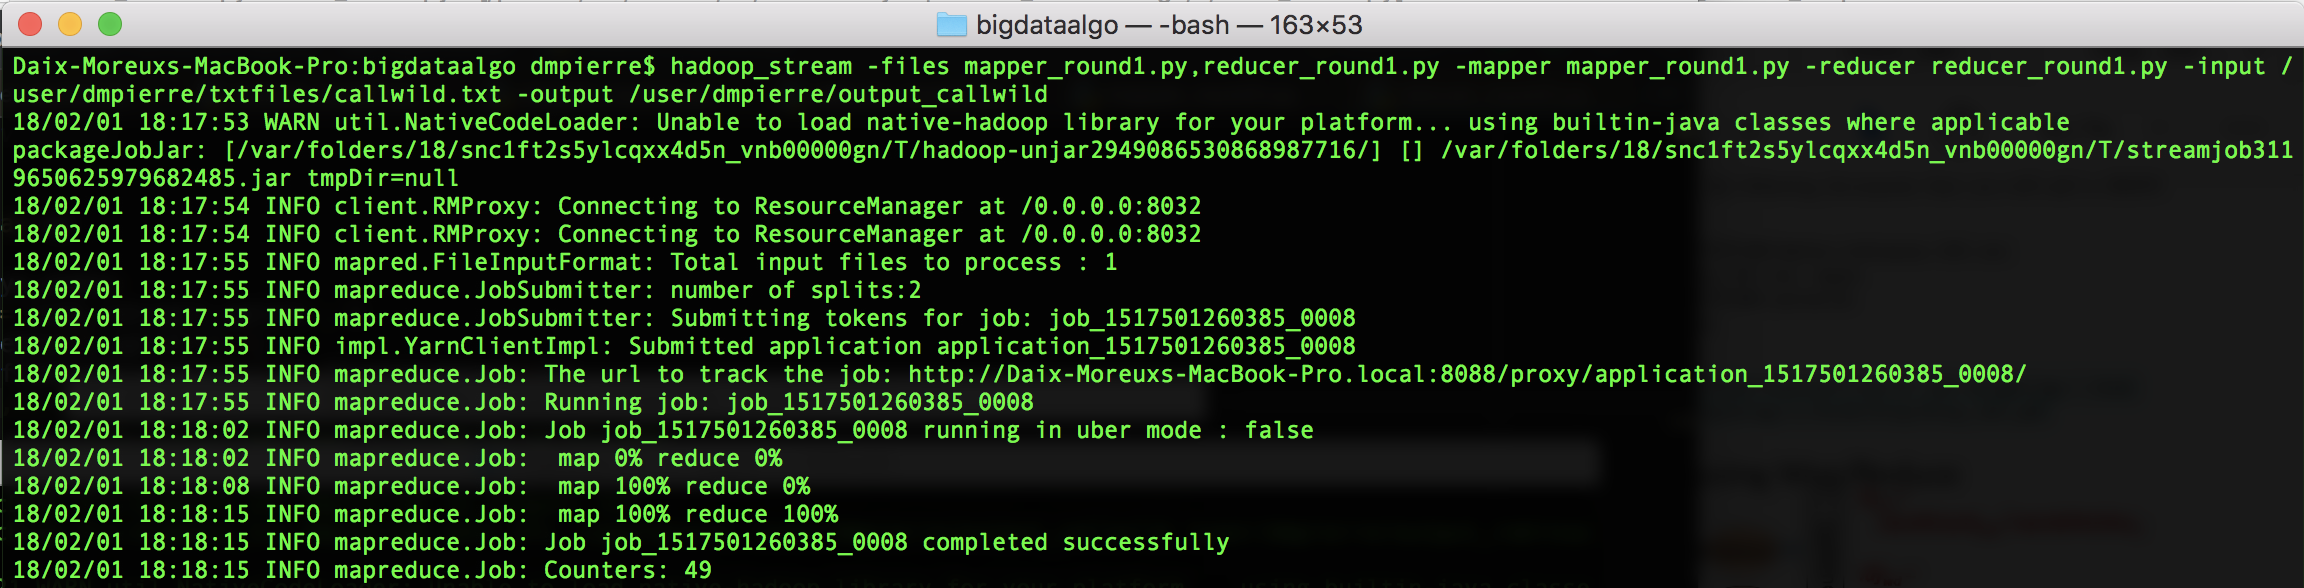 bigdataalgo — -bash — 163×53
Daix-Moreuxs-MacBook-Pro:bigdataalgo dmpierre$ hadoop_stream -files mapper_round1.py,reducer_round1.py -mapper mapper_round1.py -reducer reducer_round1.py -input /
user/dmpierre/txtfiles/callwild.txt -output /user/dmpierre/output_callwild
18/02/01 18:17:53 WARN util.NativeCodeLoader: Unable to load native-hadoop library for your platform... using builtin-java classes where applicable
packageJobJar: [/var/folders/18/snc1ft2s5ylcqxx4d5n_vnb00000gn/T/hadoop-unjar2949086530868987716/] [] /var/folders/18/snc1ft2s5ylcqxx4d5n_vnb00000gn/T/streamjob311
9650625979682485.jar tmpDir=null
18/02/01 18:17:54 INFO client.RMProxy: Connecting to ResourceManager at /0.0.0.0:8032
18/02/01 18:17:54 INFO client.RMProxy: Connecting to ResourceManager at /0.0.0.0:8032
18/02/01 18:17:55 INFO mapred.FileInputFormat: Total input files to process : 1
18/02/01 18:17:55 INFO mapreduce.JobSubmitter: number of splits:2
18/02/01 18:17:55 INFO mapreduce.JobSubmitter: Submitting tokens for job: job_1517501260385_0008
18/02/01 18:17:55 INFO impl.YarnClientImpl: Submitted application application_1517501260385_0008
18/02/01 18:17:55 INFO mapreduce.Job: The url to track the job: http://Daix-Moreuxs-MacBook-Pro.local:8088/proxy/application_1517501260385_0008/
18/02/01 18:17:55 INFO mapreduce.Job: Running job: job_1517501260385_0008
18/02/01 18:18:02 INFO mapreduce.Job: Job job_1517501260385_0008 running in uber mode : false
18/02/01 18:18:02 INFO mapreduce.Job:  map 0% reduce 0%
18/02/01 18:18:08 INFO mapreduce.Job:  map 100% reduce 0%
18/02/01 18:18:15 INFO mapreduce.Job:  map 100% reduce 100%
18/02/01 18:18:15 INFO mapreduce.Job: Job job_1517501260385_0008 completed successfully
18/02/01 18:18:15 INFO mapreduce.Job: Counters: 49